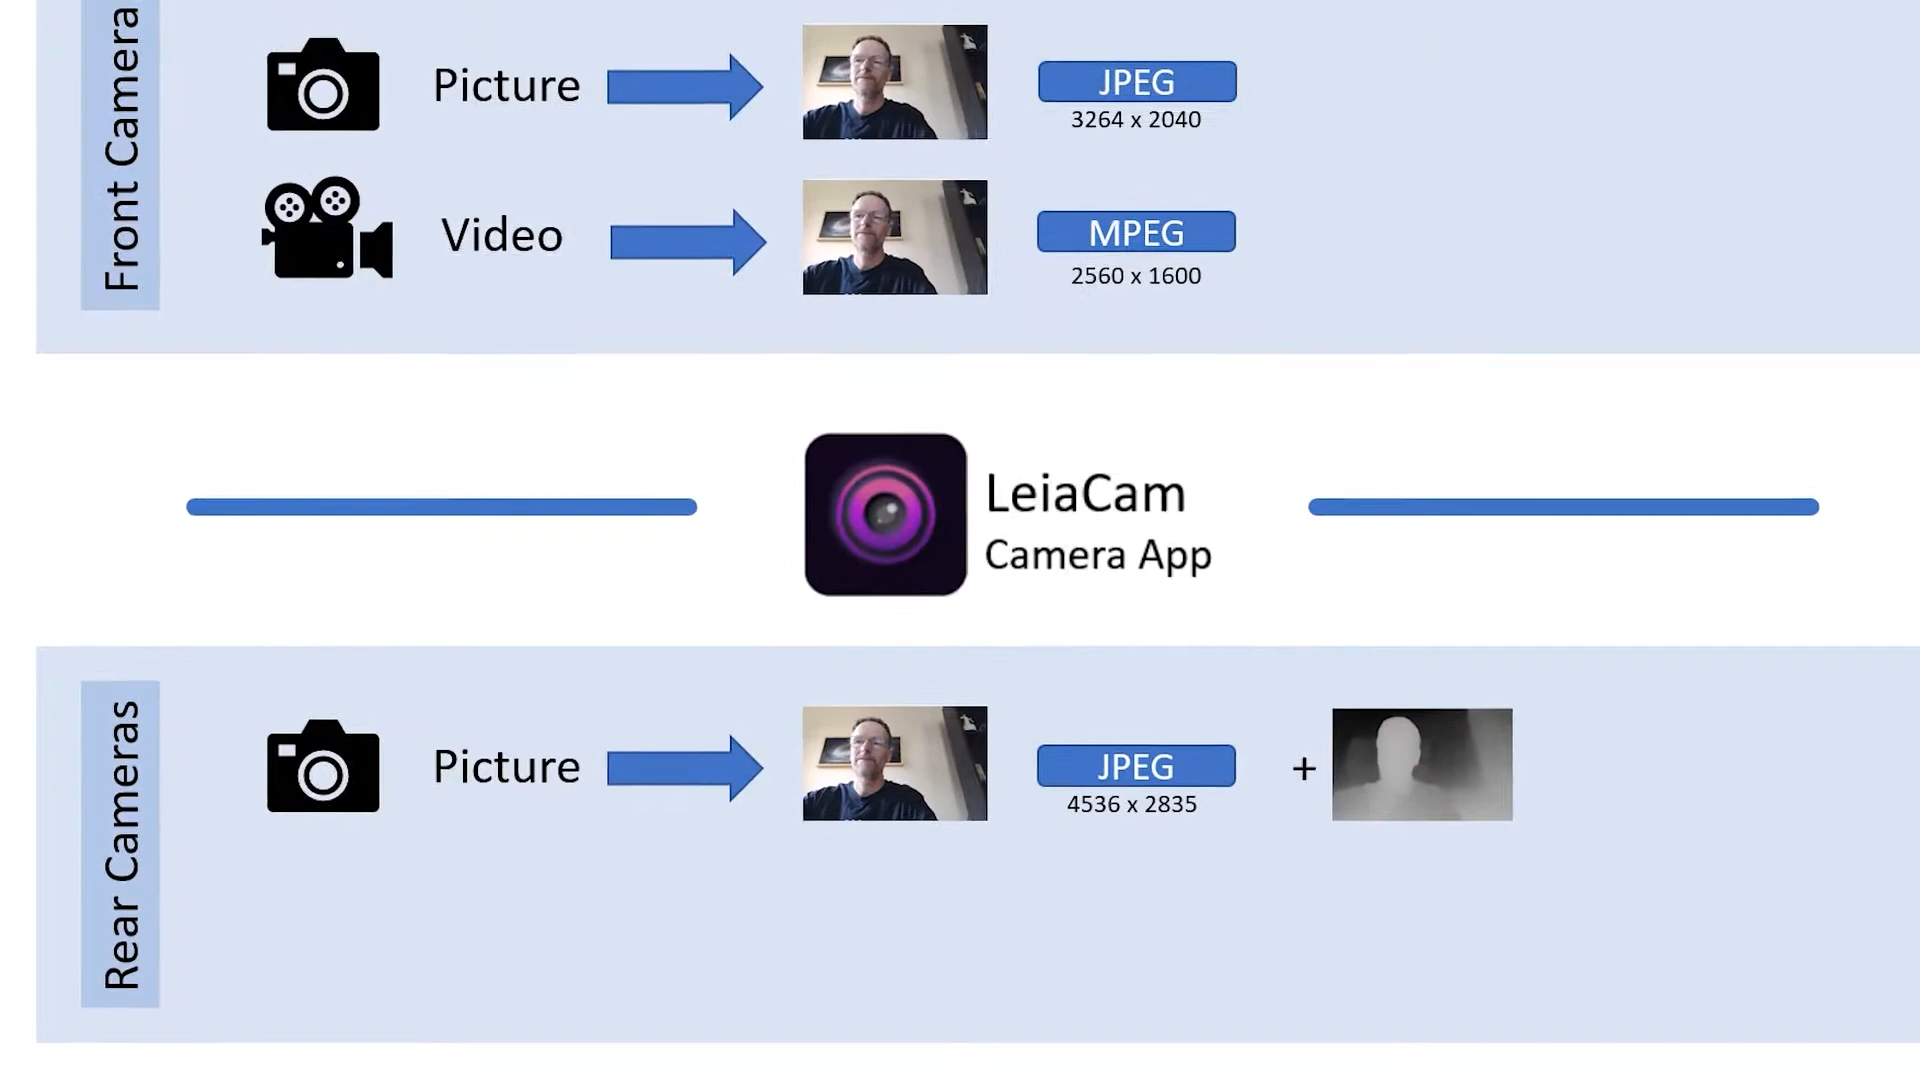 Front Camera
Picture
JPEG
3264 x 2040
Video
MPEG
2560 x 1600
LeiaCam
Camera App
Rear Cameras
Picture
JPEG
4536 x 2835
+